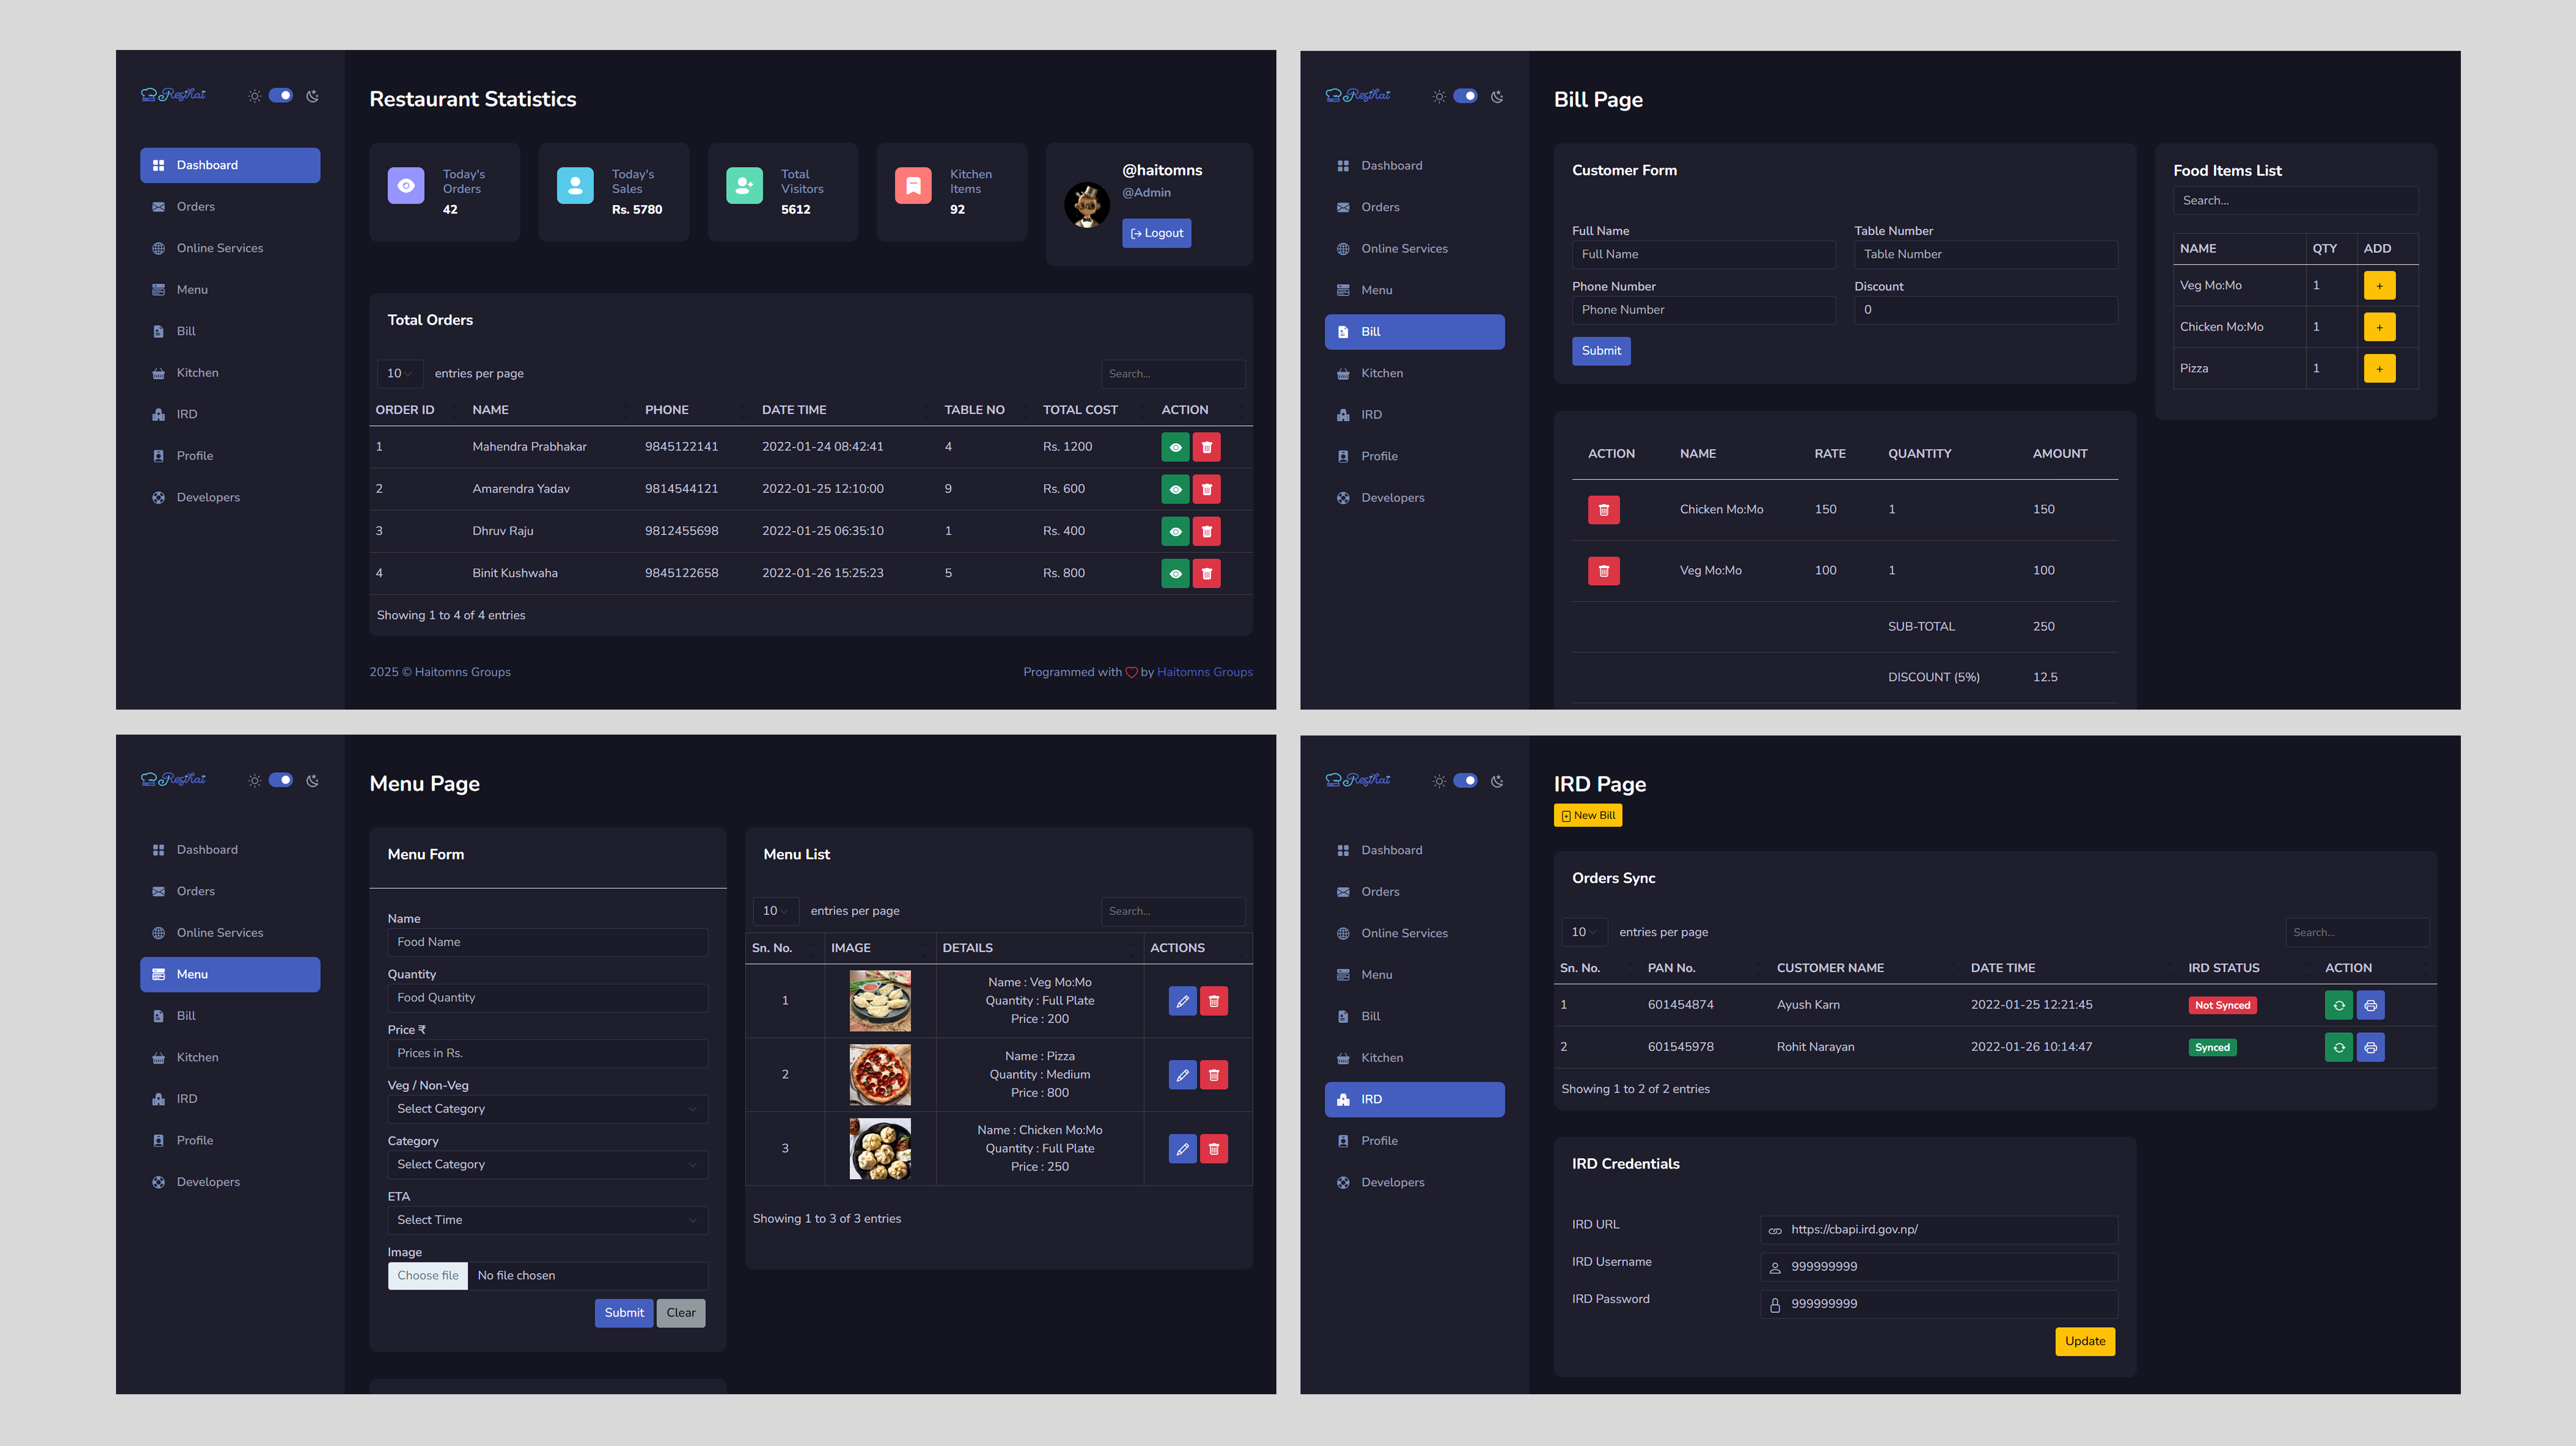 Resthai
Dashboard
Orders
Online Services
Menu
Bill
Kitchen
IRD
Profile
Developers
Restaurant Statistics
Today's Orders
42
Today's Sales
Rs. 5780
Total Visitors
5612
Kitchen Items
92
@haitomns
@Admin
Logout
Total Orders
10 entries per page Search...
ORDER ID NAME PHONE DATE TIME TABLE NO TOTAL COST ACTION
1 Mahendra Prabhakar 9845122141 2022-01-24 08:42:41 4 Rs. 1200
2 Amarendra Yadav 9814544121 2022-01-25 12:10:00 9 Rs. 600
3 Dhruv Raju 9812455698 2022-01-25 06:35:10 1 Rs. 400
4 Binit Kushwaha 9845122658 2022-01-26 15:25:23 5 Rs. 800
Showing 1 to 4 of 4 entries
2025 © Haitomns Groups Programmed with by Haitomns Groups
Resthai
Dashboard
Orders
Online Services
Menu
Bill
Kitchen
IRD
Profile
Developers
Bill Page
Customer Form
Full Name Table Number
Full Name Table Number
Phone Number Discount
Phone Number 0
Submit
ACTION NAME RATE QUANTITY AMOUNT
Chicken Mo:Mo 150 1 150
Veg Mo:Mo 100 1 100
SUB-TOTAL 250
DISCOUNT (5%) 12.5
Food Items List
Search...
NAME QTY ADD
Veg Mo:Mo 1 +
Chicken Mo:Mo 1 +
Pizza 1 +
Resthai
Dashboard
Orders
Online Services
Menu
Bill
Kitchen
IRD
Profile
Developers
Menu Page
Menu Form
Name
Food Name
Quantity
Food Quantity
Price ₹
Prices in Rs.
Veg / Non-Veg
Select Category
Category
Select Category
ETA
Select Time
Image
Choose file No file chosen
Submit Clear
Menu List
10 entries per page Search...
Sn. No. IMAGE DETAILS ACTIONS
1
Name : Veg Mo:Mo
Quantity : Full Plate
Price : 200
2
Name : Pizza
Quantity : Medium
Price : 800
3
Name : Chicken Mo:Mo
Quantity : Full Plate
Price : 250
Showing 1 to 3 of 3 entries
Resthai
Dashboard
Orders
Online Services
Menu
Bill
Kitchen
IRD
Profile
Developers
IRD Page
New Bill
Orders Sync
10 entries per page Search...
Sn. No. PAN No. CUSTOMER NAME DATE TIME IRD STATUS ACTION
1 601454874 Ayush Karn 2022-01-25 12:21:45 Not Synced
2 601545978 Rohit Narayan 2022-01-26 10:14:47 Synced
Showing 1 to 2 of 2 entries
IRD Credentials
IRD URL https://cbapi.ird.gov.np/
IRD Username 999999999
IRD Password 999999999
Update